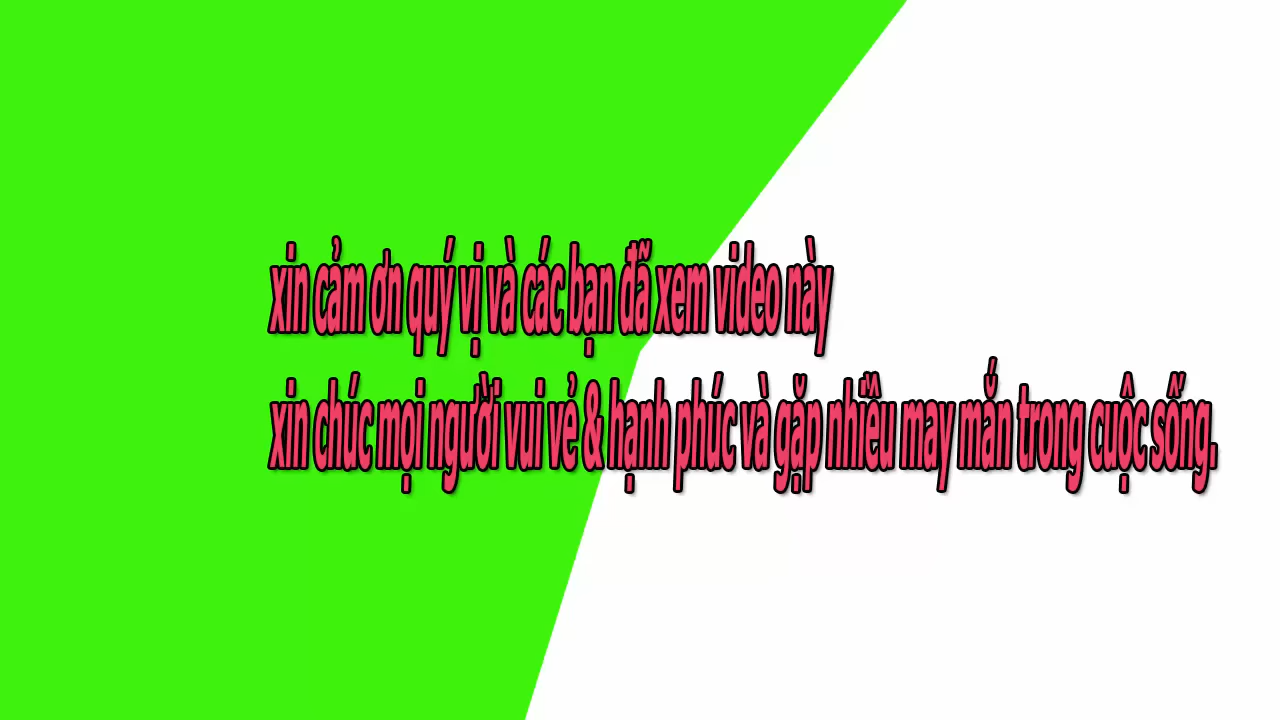 xin cảm ơn quý vị và các bạn đã xem video này
xin chúc mọi người vui vẻ & hạnh phúc và gặp nhiều may mắn trong cuộc sống.